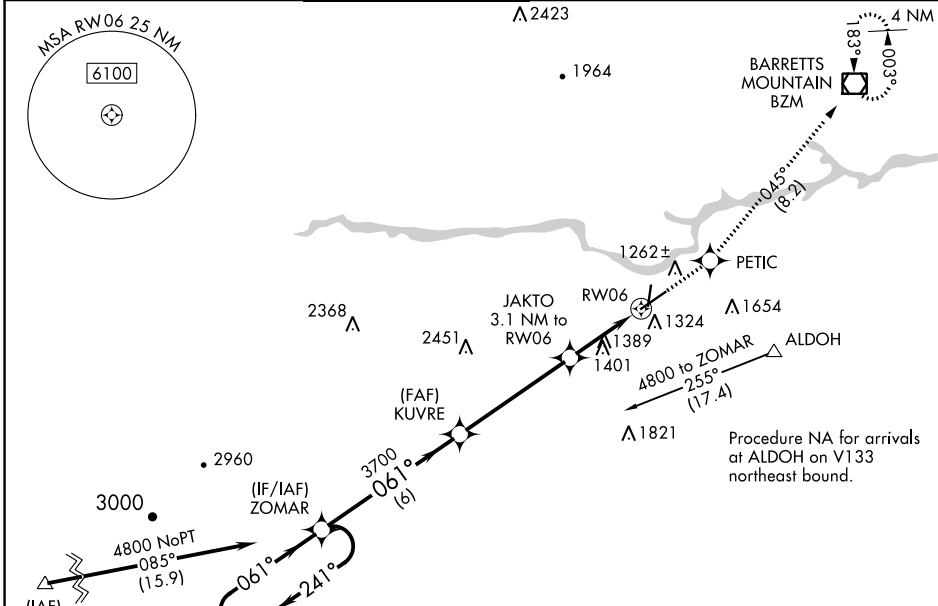 2423
4 NM
MSA RW06 25 NM
6100
1964
183°
003°
BARRETTS
MOUNTAIN
BZM
045°
(8.2)
1262±
PETIC
RW06
JAKTO
3.1 NM to
RW06
1654
1324
2368
2451
1389
1401
ALDOH
4800 to ZOMAR
255°
(17.4)
(FAF)
KUVRE
1821
Procedure NA for arrivals
at ALDOH on V133
northeast bound.
2960
3700
061°
(6)
(IF/IAF)
ZOMAR
3000
4800 NoPT
085°
(15.9)
061°
241°
(IAF)